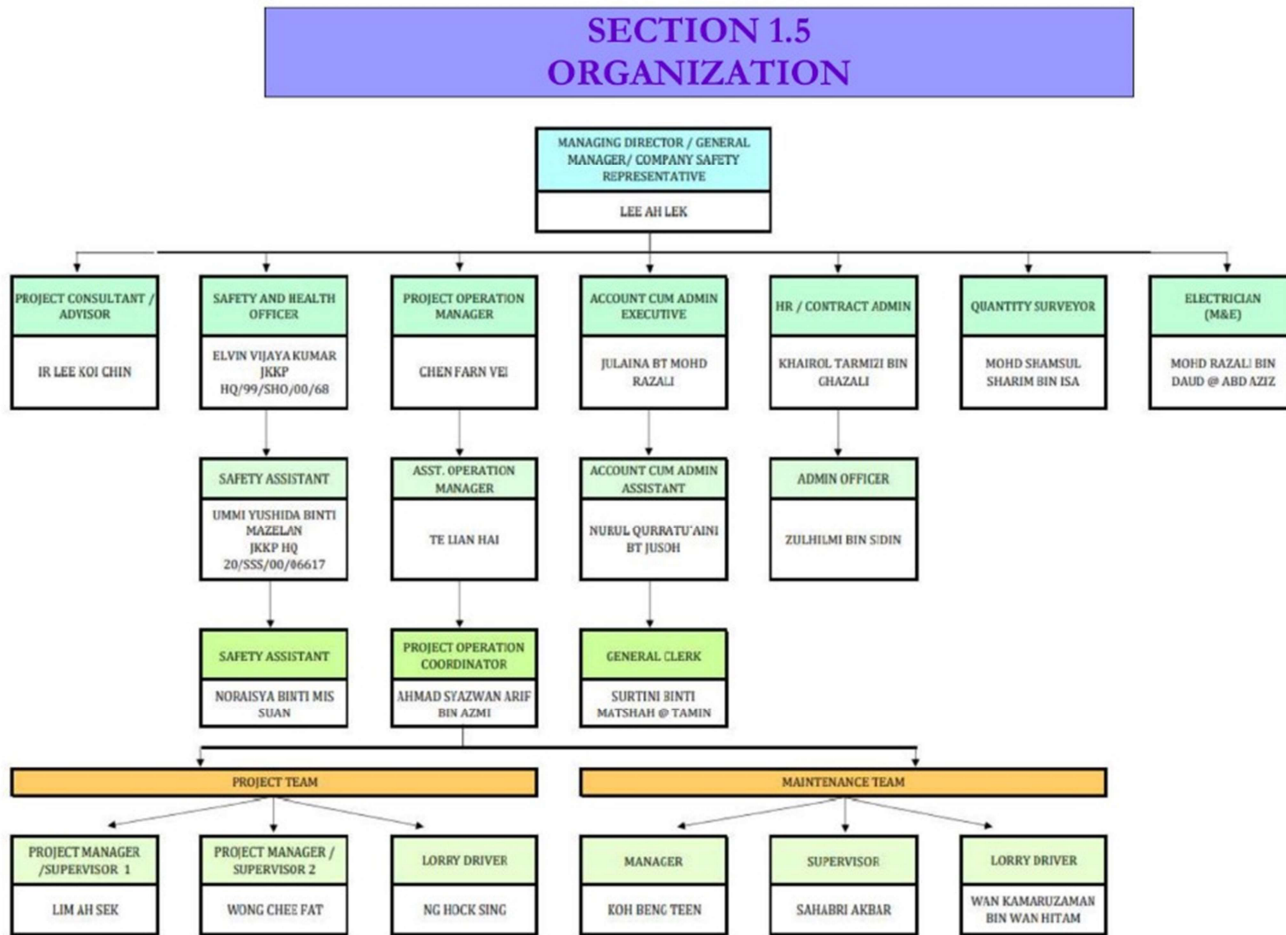 SECTION 1.5
ORGANIZATION
MANAGING DIRECTOR / GENERAL
MANAGER/ COMPANY SAFETY
REPRESENTATIVE
LEE AH LEK
PROJECT CONSULTANT /
ADVISOR
IR LEE KOI CHIN
SAFETY AND HEALTH
OFFICER
ELVIN VIJAYA KUMAR
JKKP
HQ/99/SHO/00/68
PROJECT OPERATION
MANAGER
CHEN FARN VEI
ACCOUNT CUM ADMIN
EXECUTIVE
JULAINA BT MOHD
RAZALI
HR / CONTRACT ADMIN
KHAIROL TARMIZI BIN
GHAZALI
QUANTITY SURVEYOR
MOHD SHAMSUL
SHARIM BIN ISA
ELECTRICIAN
(M&E)
MOHD RAZALI BIN
DAUD @ ABD AZIZ
SAFETY ASSISTANT
UMMI YUSHIDA BINTI
MAZELAN
JKKP HQ
20/SSS/00/06617
ASST. OPERATION
MANAGER
TE LIAN HAI
ACCOUNT CUM ADMIN
ASSISTANT
NURUL QURRATU'AINI
BT JUSOH
ADMIN OFFICER
ZULHILMI BIN SIDIN
SAFETY ASSISTANT
NORAISYA BINTI MIS
SUAN
PROJECT OPERATION
COORDINATOR
AHMAD SYAZWAN ARIF
BIN AZMI
GENERAL CLERK
SURTINI BINTI
MATSHAH @ TAMIN
PROJECT TEAM
MAINTENANCE TEAM
PROJECT MANAGER
/SUPERVISOR 1
LIM AH SEK
PROJECT MANAGER /
SUPERVISOR 2
WONG CHEE FAT
LORRY DRIVER
NG HOCK SING
MANAGER
KOH BENG TEEN
SUPERVISOR
SAHABRI AKBAR
LORRY DRIVER
WAN KAMARUZAMAN
BIN WAN HITAM